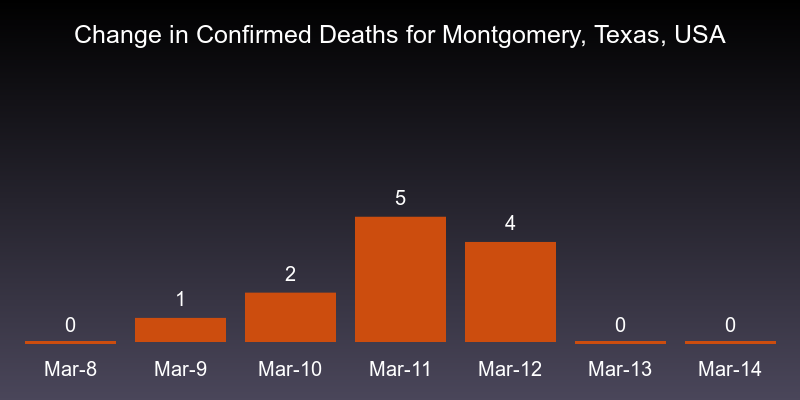 Change in Confirmed Deaths for Montgomery, Texas, USA
5
4
2
1
0
0
0
Mar-8
Mar-9
Mar-10
Mar-11
Mar-12
Mar-13
Mar-14